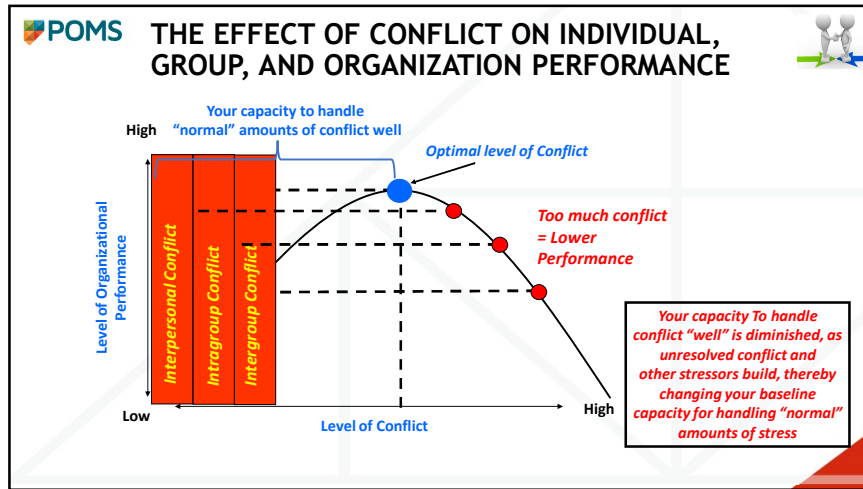 POMS
THE EFFECT OF CONFLICT ON INDIVIDUAL,
GROUP, AND ORGANIZATION PERFORMANCE
Your capacity to handle
“normal” amounts of conflict well
High
Optimal level of Conflict
Level of Organizational
Performance
Interpersonal Conflict
Intragroup Conflict
Intergroup Conflict
Too much conflict
= Lower
Performance
Your capacity To handle
conflict “well” is diminished, as
unresolved conflict and
other stressors build, thereby
changing your baseline
capacity for handling “normal”
amounts of stress
Low
Level of Conflict
High